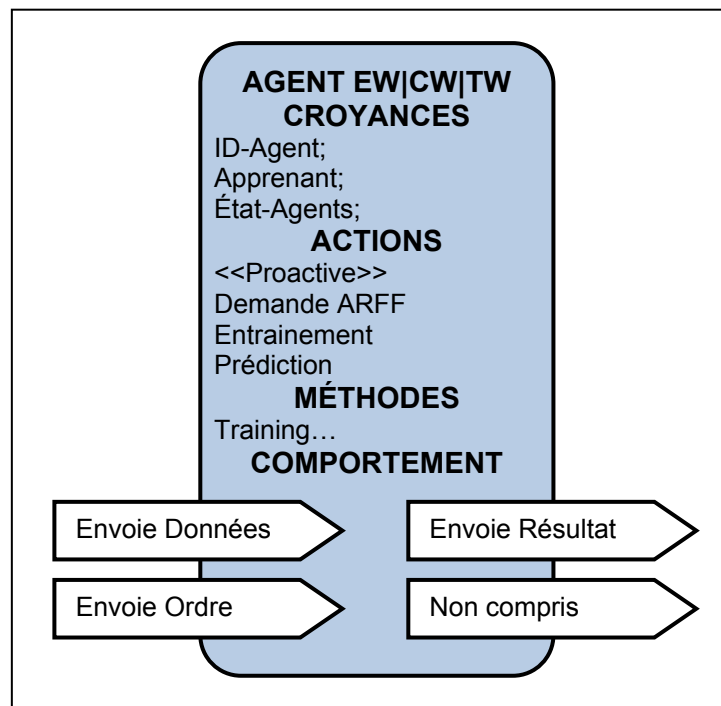 AGENT EW|CW|TW
CROYANCES
ID-Agent;
Apprenant;
État-Agents;
ACTIONS
<<Proactive>>
Demande ARFF
Entrainement
Prédiction
MÉTHODES
Training…
COMPORTEMENT
Envoie Données
Envoie Résultat
Envoie Ordre
Non compris